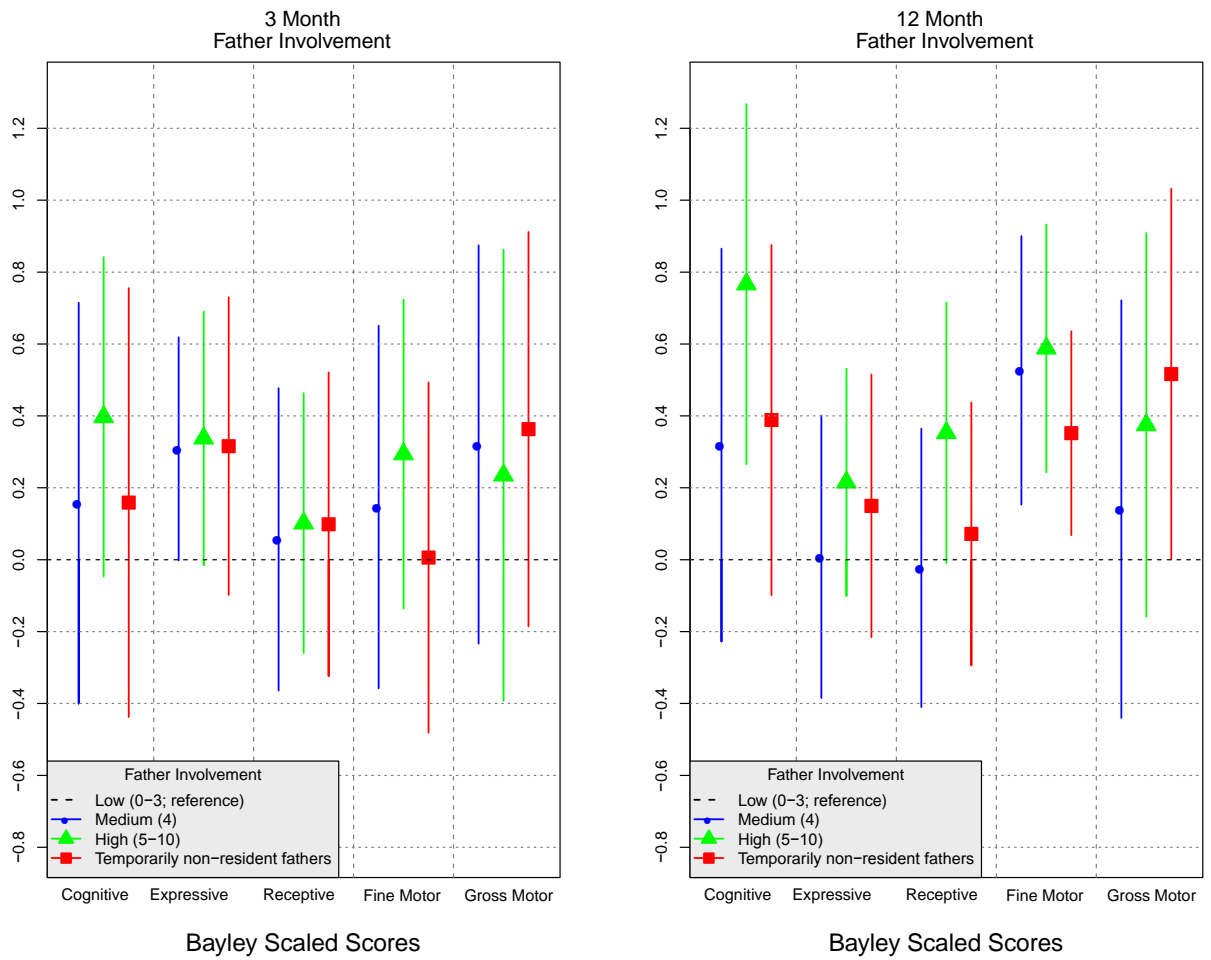 3 Month
Father Involvement
1.2
1.0
0.8
0.6
0.4
0.2
0.0
−0.2
−0.4
−0.6
−0.8
Father Involvement
Low (0−3; reference)
Medium (4)
High (5−10)
Temporarily non−resident fathers
Cognitive Expressive Receptive Fine Motor Gross Motor
Bayley Scaled Scores
12 Month
Father Involvement
1.2
1.0
0.8
0.6
0.4
0.2
0.0
−0.2
−0.4
−0.6
−0.8
Father Involvement
Low (0−3; reference)
Medium (4)
High (5−10)
Temporarily non−resident fathers
Cognitive Expressive Receptive Fine Motor Gross Motor
Bayley Scaled Scores